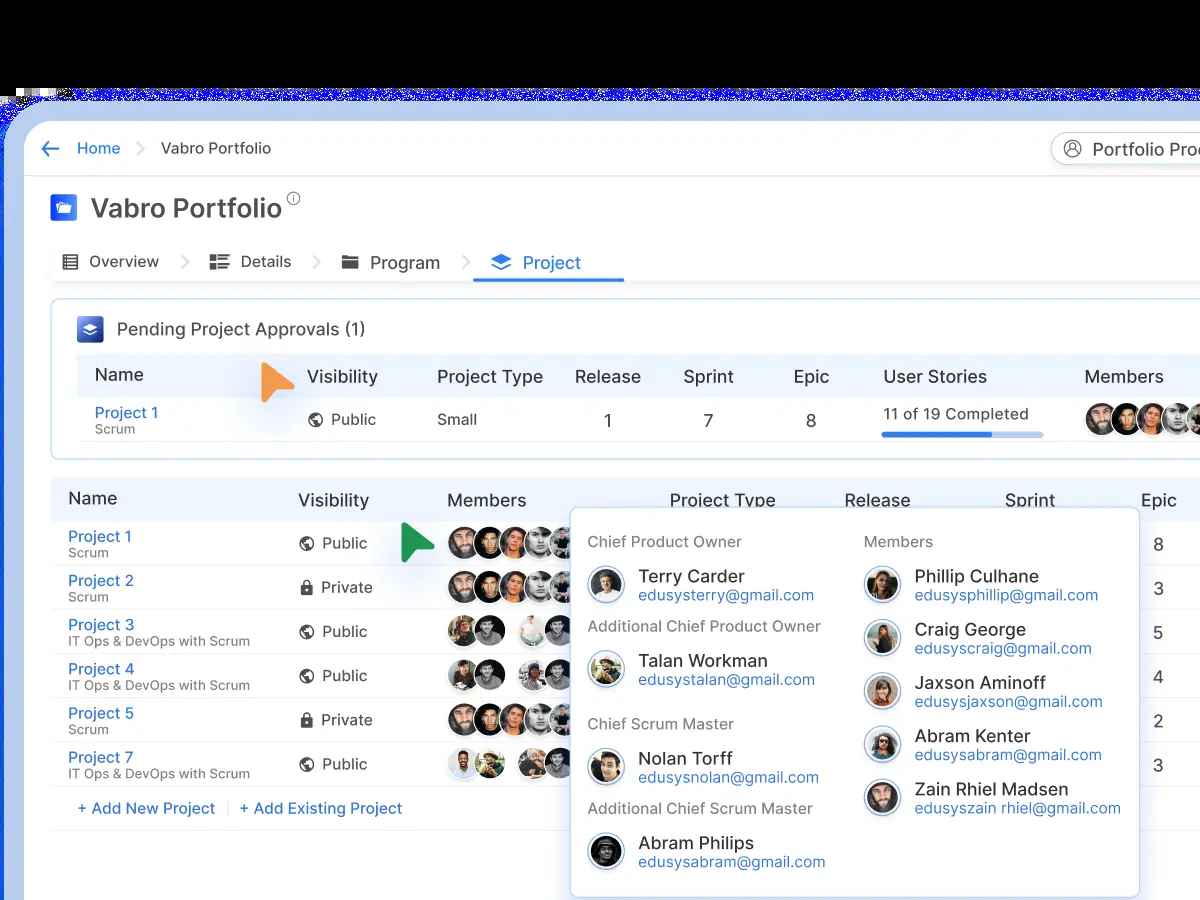 Home
Vabro Portfolio
Portfolio Pro
Vabro Portfolio
Overview
Details
Program
Project
Pending Project Approvals (1)
Name Visibility Project Type Release Sprint Epic User Stories Members
Project 1 Public Small 1 7 8 11 of 19 Completed
Scrum
Name Visibility Members Project Type Release Sprint Epic
Project 1 Public 8
Scrum
Project 2 Private 3
Scrum
Project 3 Public 5
IT Ops & DevOps with Scrum
Project 4 Public 4
IT Ops & DevOps with Scrum
Project 5 Private 2
Scrum
Project 7 Public 3
IT Ops & DevOps with Scrum
+ Add New Project
+ Add Existing Project
Chief Product Owner
Terry Carder
edusysterry@gmail.com
Additional Chief Product Owner
Talan Workman
edusystalan@gmail.com
Chief Scrum Master
Nolan Torff
edusysnolan@gmail.com
Additional Chief Scrum Master
Abram Philips
edusysabram@gmail.com
Members
Phillip Culhane
edusysphillip@gmail.com
Craig George
edusyscraig@gmail.com
Jaxson Aminoff
edusysjaxson@gmail.com
Abram Kenter
edusysabram@gmail.com
Zain Rhiel Madsen
edusyszain rhiel@gmail.com